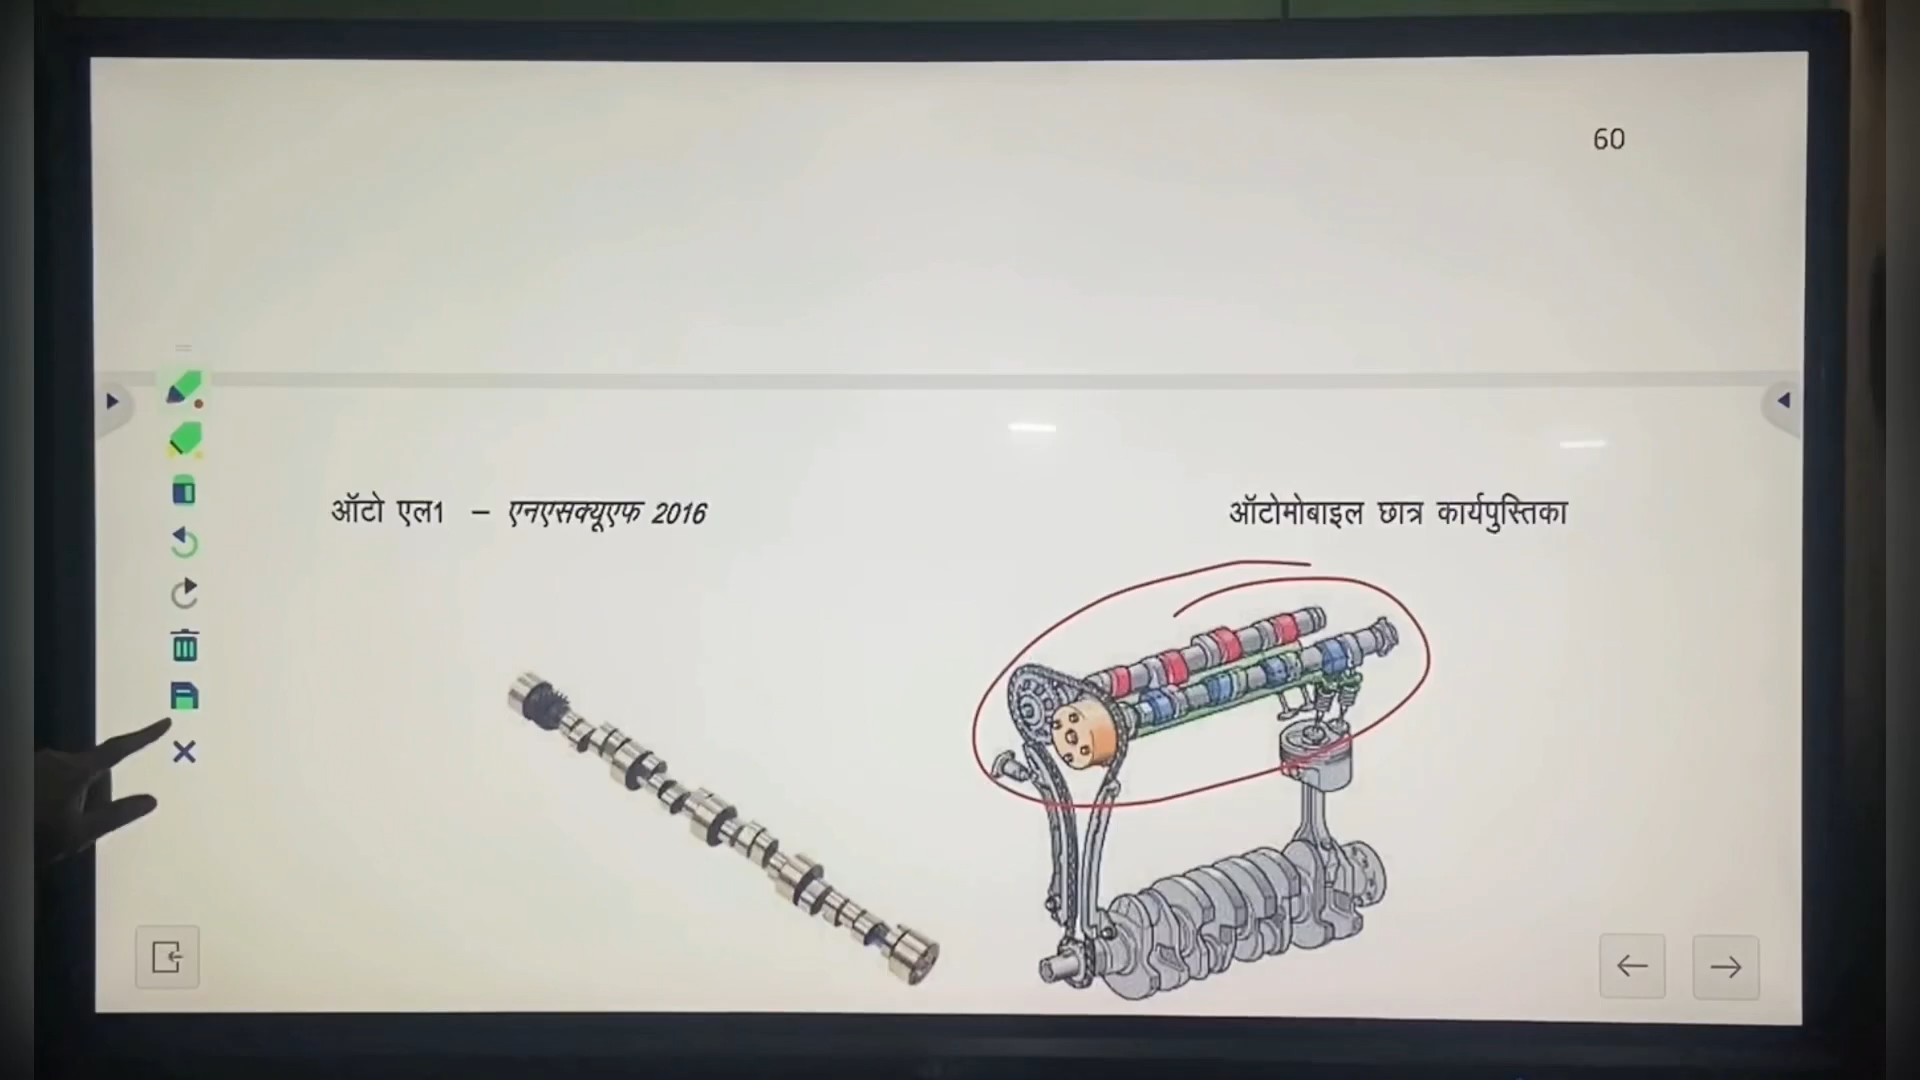 60
ऑटो एल1 – एनएसक्यूएफ 2016
ऑटोमोबाइल छात्र कार्यपुस्तिका